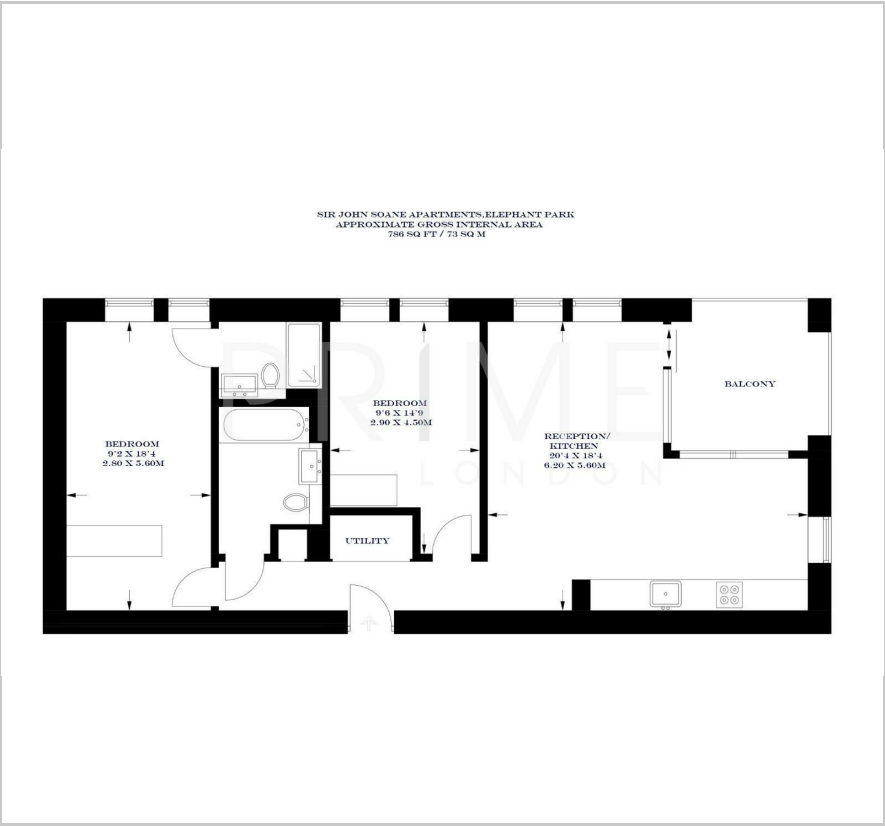 SIR JOHN SOANE APARTMENTS,ELEPHANT PARK
APPROXIMATE GROSS INTERNAL AREA
786 SQ FT / 73 SQ M
PRIME
LONDON
BALCONY
BEDROOM
9'6 X 14'9
2.90 X 4.50M
RECEPTION/
KITCHEN
20'4 X 18'4
6.20 X 5.60M
BEDROOM
9'2 X 18'4
2.80 X 5.60M
UTILITY